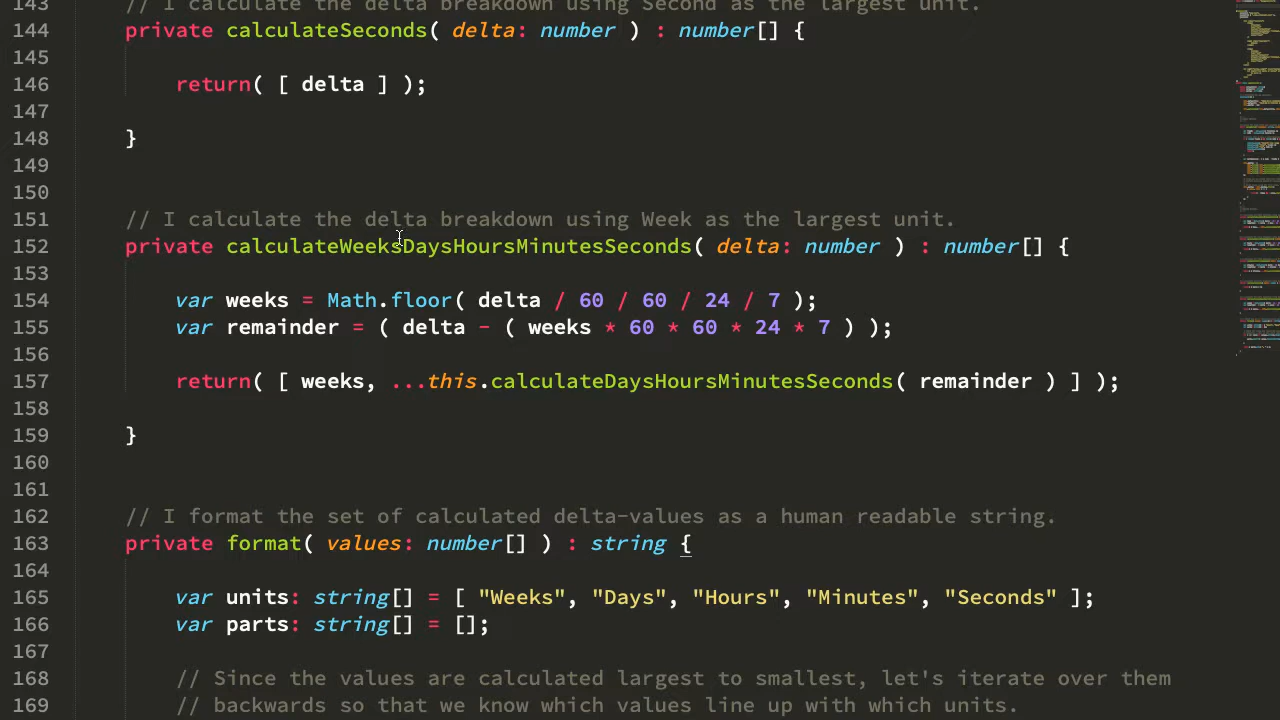 143 // I calculate the delta breakdown using Second as the largest unit.
144 private calculateSeconds( delta: number ) : number[] {
145
146 return( [ delta ] );
147
148 }
149
150
151 // I calculate the delta breakdown using Week as the largest unit.
152 private calculateWeeksDaysHoursMinutesSeconds( delta: number ) : number[] {
153
154 var weeks = Math.floor( delta / 60 / 60 / 24 / 7 );
155 var remainder = ( delta - ( weeks * 60 * 60 * 24 * 7 ) );
156
157 return( [ weeks, ...this.calculateDaysHoursMinutesSeconds( remainder ) ] );
158
159 }
160
161
162 // I format the set of calculated delta-values as a human readable string.
163 private format( values: number[] ) : string {
164
165 var units: string[] = [ "Weeks", "Days", "Hours", "Minutes", "Seconds" ];
166 var parts: string[] = [];
167
168 // Since the values are calculated largest to smallest, let's iterate over them
169 // backwards so that we know which values line up with which units.